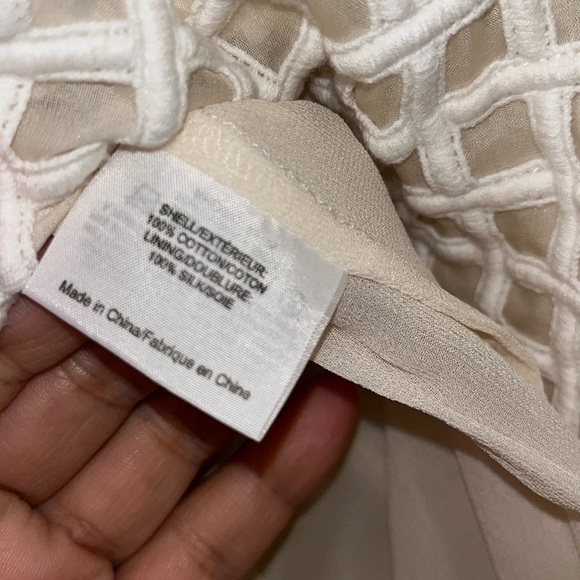 SHELL/EXTÉRIEUR.
100% COTTON/COTON
LINING/DOUBLURE.
100% SILK/SOIE
Made in China/Fabriqué en Chine